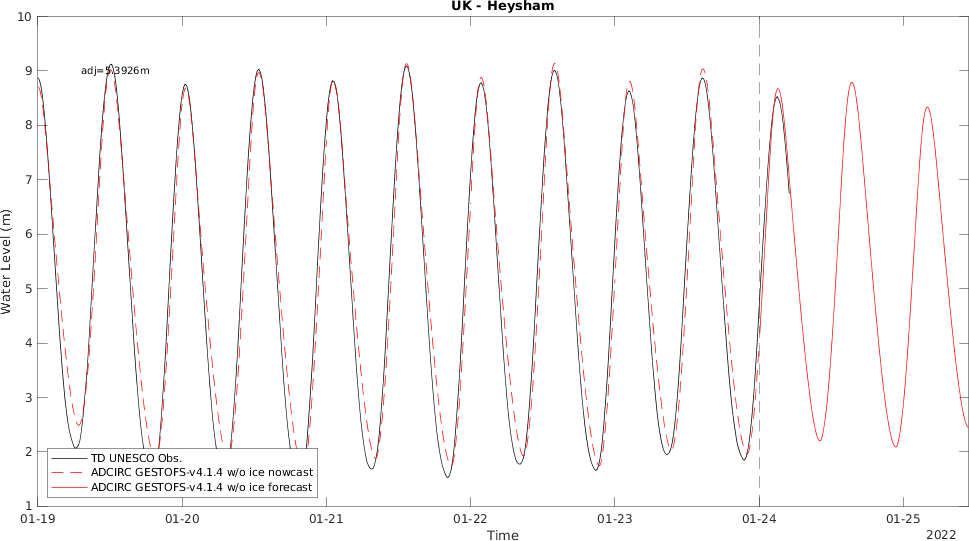 UK - Heysham
10
9
8
7
6
5
4
3
2
1
Water Level (m)
adj=5.3926m
TD UNESCO Obs.
ADCIRC GESTOFS-v4.1.4 w/o ice nowcast
ADCIRC GESTOFS-v4.1.4 w/o ice forecast
01-19
01-20
01-21
01-22
01-23
01-24
01-25
Time
2022